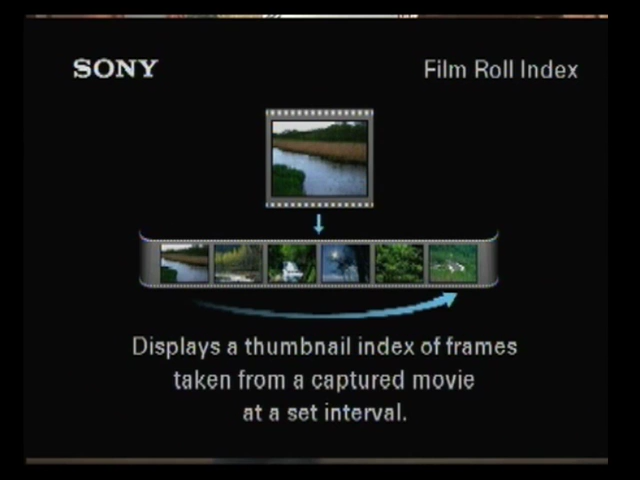 SONY
Film Roll Index
Displays a thumbnail index of frames
taken from a captured movie
at a set interval.